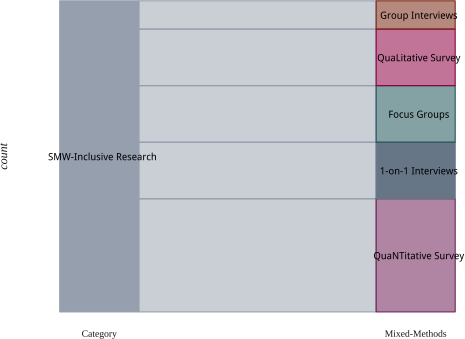 Group Interviews
QuaLitative Survey
Focus Groups
count
SMW-Inclusive Research
1-on-1 Interviews
QuaNTitative Survey
Category
Mixed-Methods